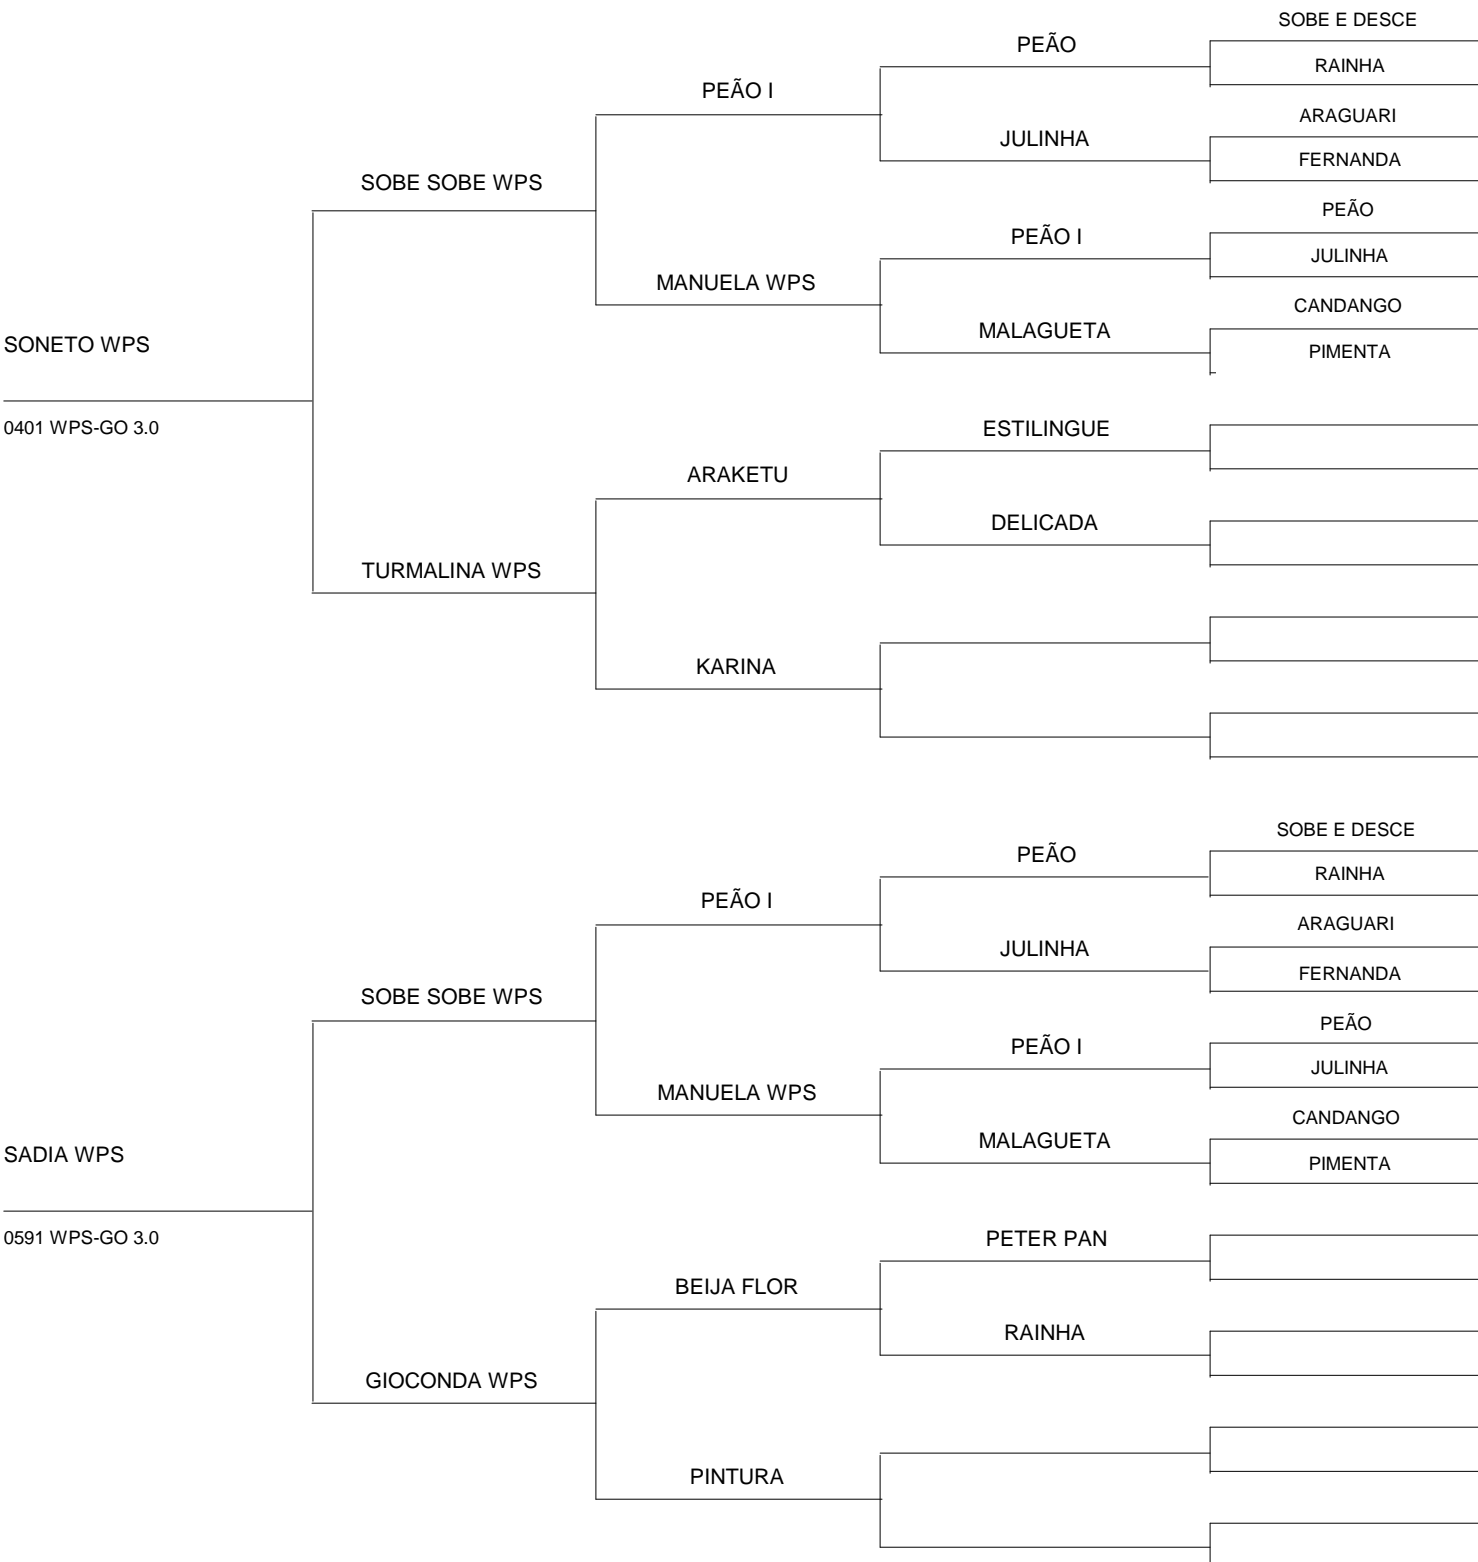 SOBE E DESCE
PEÃO
RAINHA
PEÃO I
ARAGUARI
JULINHA
FERNANDA
SOBE SOBE WPS
PEÃO
PEÃO I
JULINHA
MANUELA WPS
CANDANGO
MALAGUETA
SONETO WPS
PIMENTA
0401 WPS-GO 3.0
ESTILINGUE
ARAKETU
DELICADA
TURMALINA WPS
KARINA
SOBE E DESCE
PEÃO
RAINHA
PEÃO I
ARAGUARI
JULINHA
FERNANDA
SOBE SOBE WPS
PEÃO
PEÃO I
JULINHA
MANUELA WPS
CANDANGO
MALAGUETA
SADIA WPS
PIMENTA
0591 WPS-GO 3.0
PETER PAN
BEIJA FLOR
RAINHA
GIOCONDA WPS
PINTURA